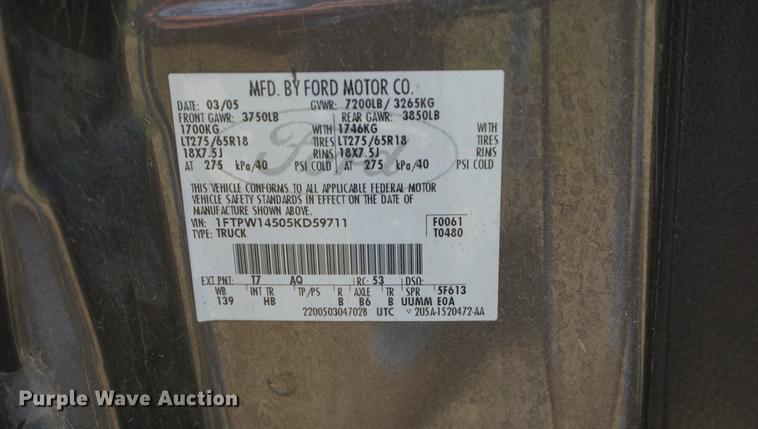 MFD. BY FORD MOTOR CO.
DATE: 03/05 GVWR: 7200LB/ 3265KG
FRONT GAWR: 3750LB REAR GAWR: 3850LB
1700KG WITH 1746KG WITH
LT275/65R18 TIRES LT275/65R18 TIRES
18X7.5J RIMS 18X7.5J RIMS
AT 275 kPa/40 PSI COLD AT 275 kPa/40 PSI COLD
THIS VEHICLE CONFORMS TO ALL APPLICABLE FEDERAL MOTOR
VEHICLE SAFETY STANDARDS IN EFFECT ON THE DATE OF
MANUFACTURE SHOWN ABOVE.
VIN: 1FTPW14505KD59711 F0061
TYPE: TRUCK T0480
Ford
EXT PNT: T7 AQ RC: 53 DSO:
WB INT TR TP/PS R AXLE TR SPR 5F613
139 HB B B6 B UUMM E0A
2200503047028 UTC 2U5A-1520472-AA
Purple Wave Auction